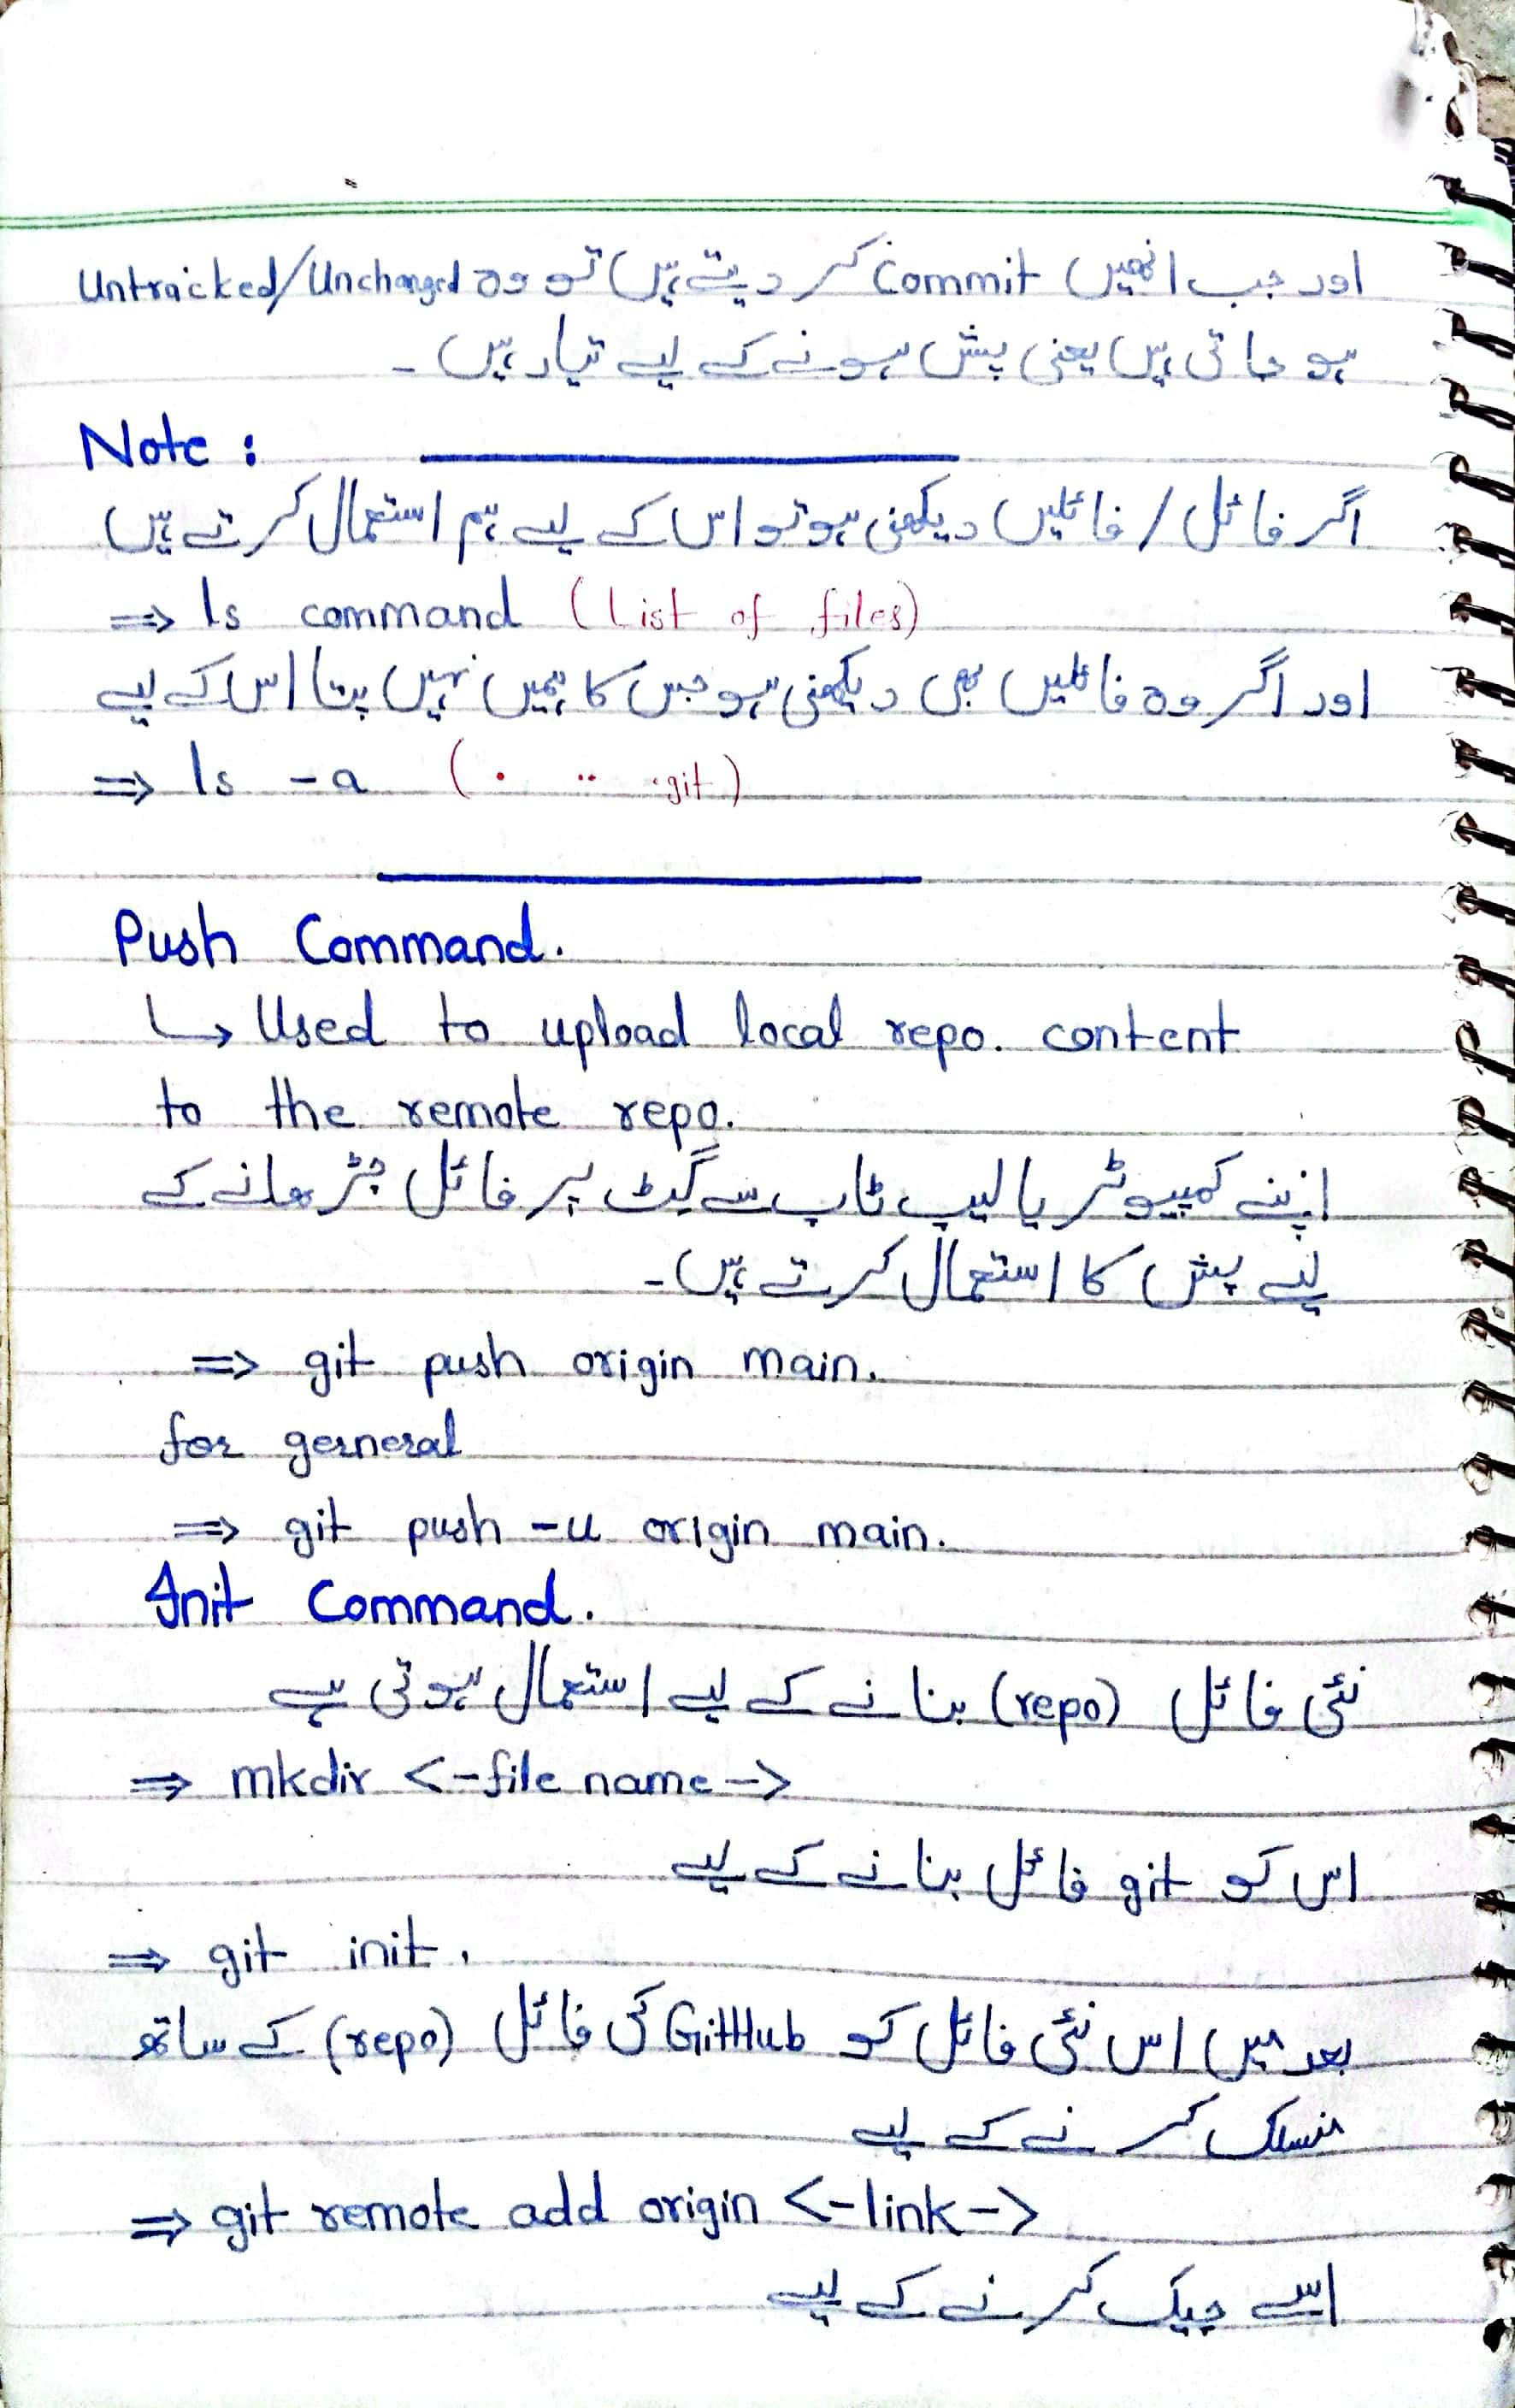 اور جب انھیں Commit کر دیتے ہیں تو وہ Untracked/Unchanged
ہو جاتی ہیں یعنی پش ہونے کے لیے تیار ہیں ۔
Note :
اگر فائل / فائلیں دیکھنی ہو تو اس کے لیے ہم استعمال کرتے ہیں
⇒ ls command (List of files)
اور اگر وہ فائلیں بھی دیکھنی ہو جس کا ہمیں نہیں پتا اس کے لیے
⇒ ls -a (. .. .git)
Push Command.
↳ Used to upload local repo. content
to the remote repo.
اپنے کمپیوٹر یا لیپ ٹاپ سے گٹ پر فائل چڑھانے کے
لیے پش کا استعمال کرتے ہیں۔
⇒ git push origin main.
for gerneral
⇒ git push -u origin main.
Init Command.
نئی فائل (repo) بنانے کے لیے استعمال ہوتی ہے
⇒ mkdir <-file name->
اس کو git فائل بنانے کے لیے
⇒ git init.
بعد میں اس نئی فائل کو GitHub کی فائل (repo) کے ساتھ
منسلک کرنے کے لیے
⇒ git remote add origin <-link->
اسے چیک کرنے کے لیے